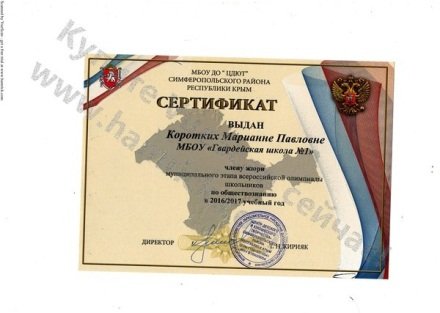 МБОУ ДО "ЦДЮТ"
СИМФЕРОПОЛЬСКОГО РАЙОНА
РЕСПУБЛИКИ КРЫМ
СЕРТИФИКАТ
ВЫДАН
Коротких Марианне Павловне
МБОУ «Гвардейская школа №1»
члену жюри
муниципального этапа всероссийской олимпиады
школьников
по обществознанию
в 2016/2017 учебный год
ДИРЕКТОР
КИРИЯК